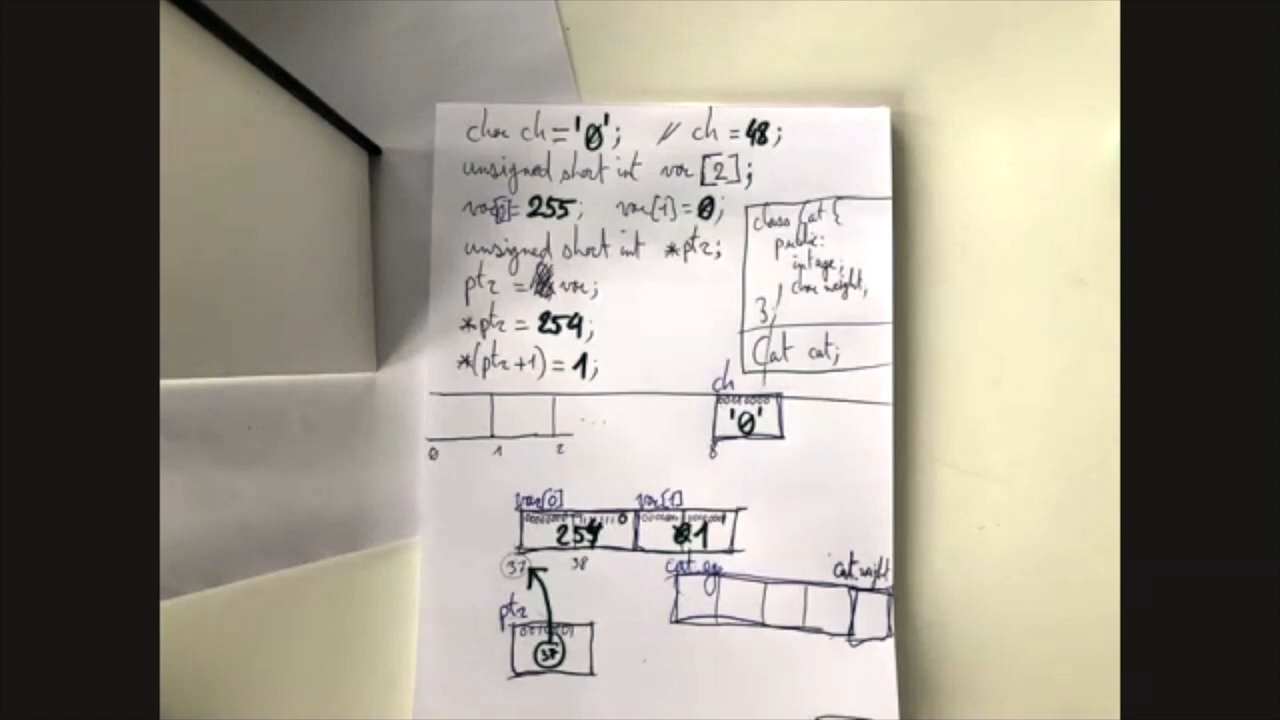 char ch = '0'; // ch = 48;
unsigned short int var [2];
var[0] = 255; var[1] = 0;
unsigned short int *ptr;
ptr = var;
*ptr = 254;
*(ptr+1) = 1;
class Cat {
public:
int age;
char weight;
};
Cat cat;
ch
'0'
0 1 2 ... 8
var[0] var[1]
254 1
37 38
cat.age cat.weight
ptr
37